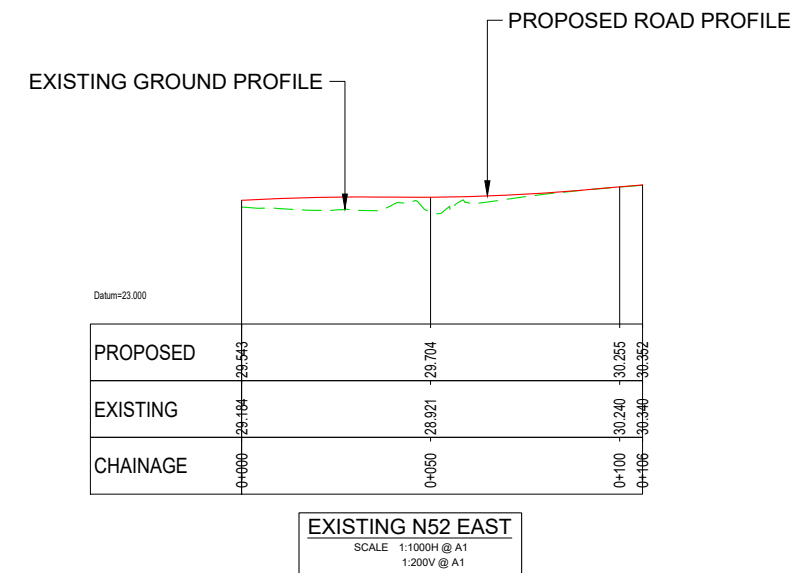 PROPOSED ROAD PROFILE
EXISTING GROUND PROFILE
Datum=23.000
PROPOSED 29.543 29.704 30.255 30.352
EXISTING 29.184 28.921 30.240 30.340
CHAINAGE 0+000 0+050 0+100 0+106
EXISTING N52 EAST
SCALE 1:1000H @ A1
1:200V @ A1